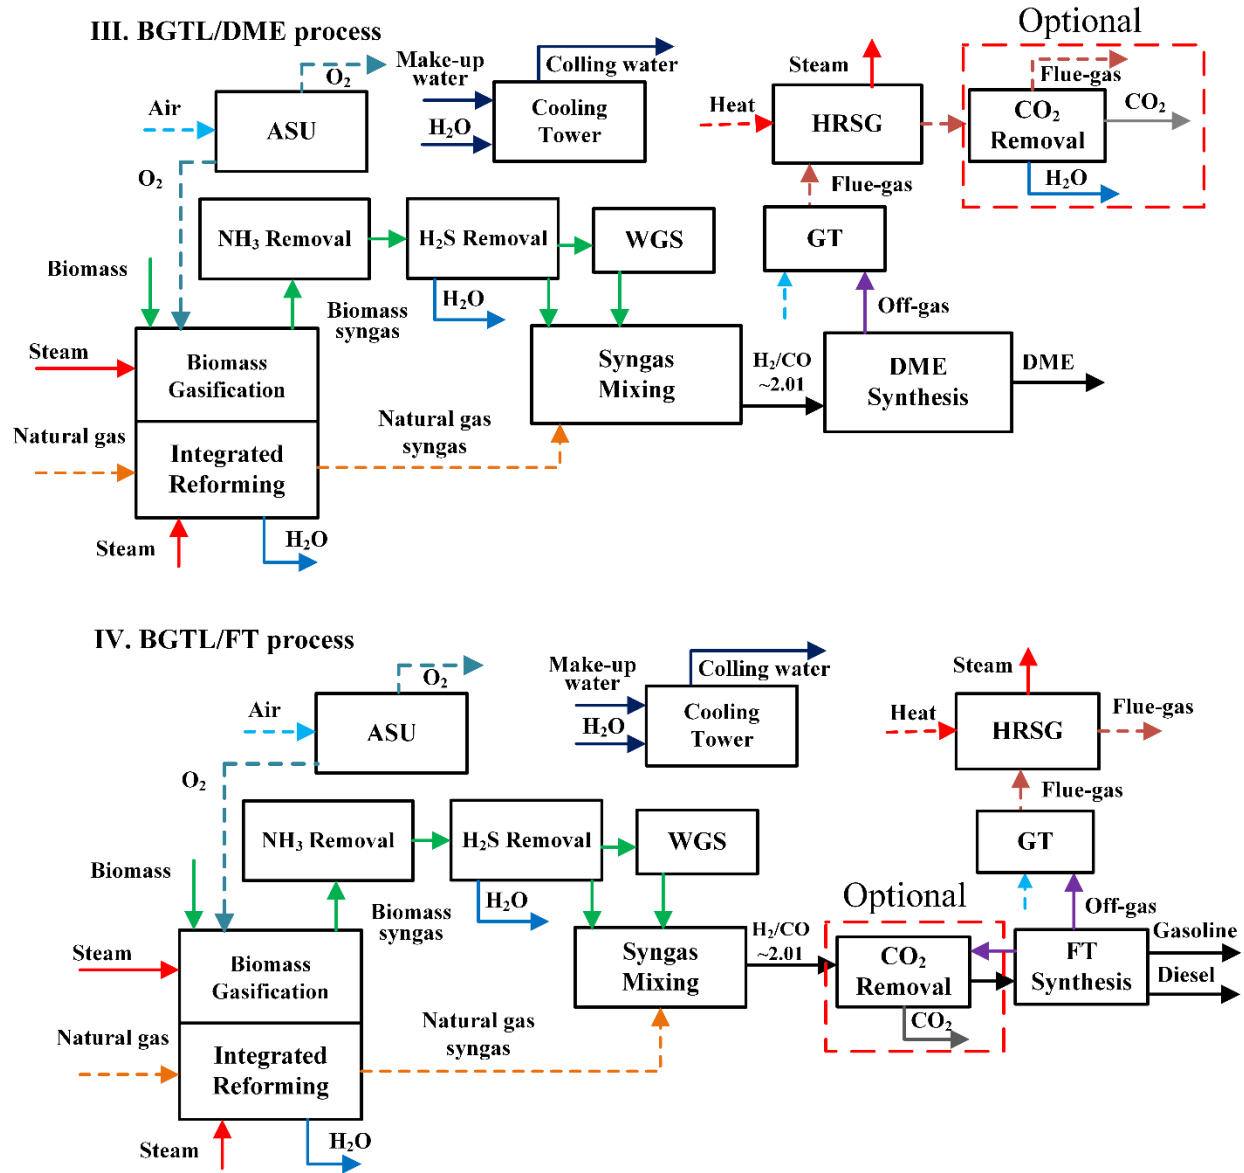 III. BGTL/DME process
Optional
O₂
Make-up
water
Colling water
Steam
Flue-gas
Air
ASU
H₂O
Cooling
Tower
Heat
HRSG
CO₂
Removal
CO₂
O₂
Flue-gas
H₂O
NH₃ Removal
H₂S Removal
WGS
GT
Biomass
H₂O
Biomass
syngas
Off-gas
Steam
Biomass
Gasification
Syngas
Mixing
H₂/CO
~2.01
DME
Synthesis
DME
Natural gas
Natural gas
syngas
Integrated
Reforming
Steam
H₂O
IV. BGTL/FT process
O₂
Make-up
water
Colling water
Steam
Air
ASU
H₂O
Cooling
Tower
Heat
HRSG
Flue-gas
O₂
Flue-gas
NH₃ Removal
H₂S Removal
WGS
GT
Biomass
H₂O
Biomass
syngas
Optional
Off-gas
Steam
Biomass
Gasification
Syngas
Mixing
H₂/CO
~2.01
CO₂
Removal
FT
Synthesis
Gasoline
Diesel
Natural gas
Natural gas
syngas
CO₂
Integrated
Reforming
Steam
H₂O